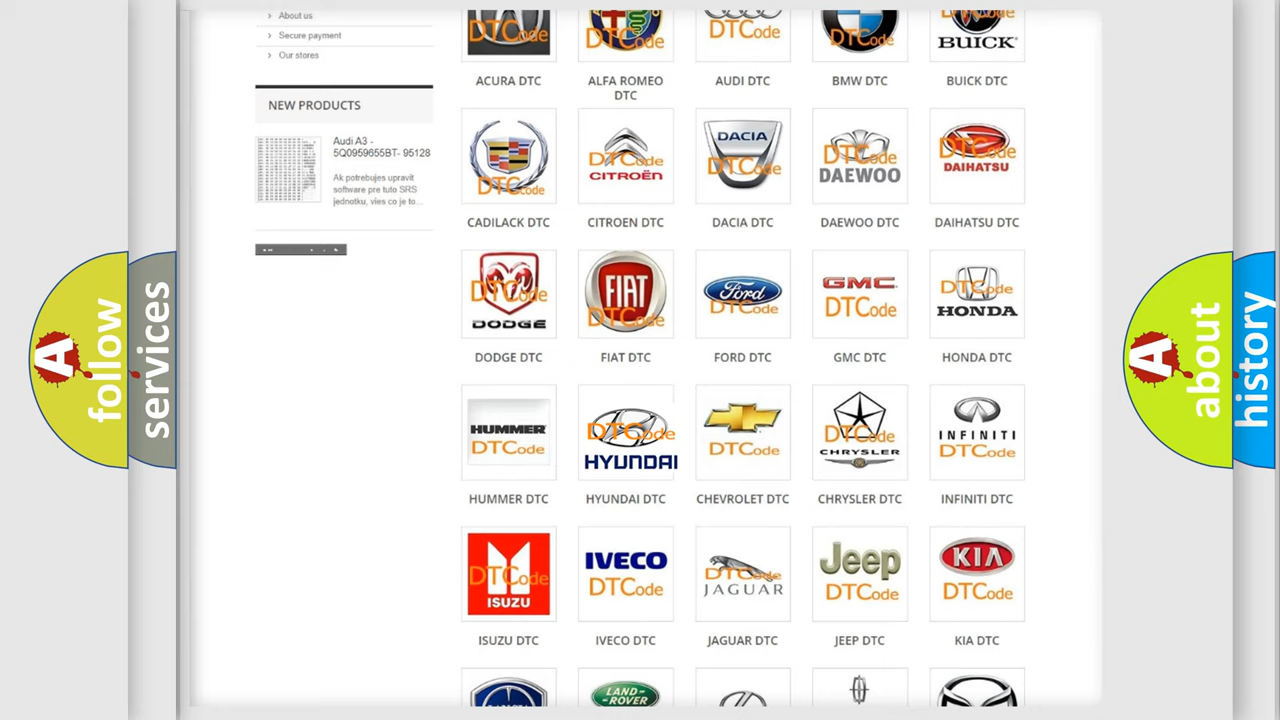 About us
Secure payment
Our stores
NEW PRODUCTS
Audi A3 -
5Q0959655BT- 95128
Ak potrebujes upravit
software pre tuto SRS
jednotku, vies co je to...
DTCode
DTCode
DTCode
DTCode
BUICK
ACURA DTC
ALFA ROMEO
DTC
AUDI DTC
BMW DTC
BUICK DTC
DTCode
DTCode
CITROËN
DACIA
DTCode
DTCode
DAEWOO
DTCode
DAIHATSU
CADILACK DTC
CITROEN DTC
DACIA DTC
DAEWOO DTC
DAIHATSU DTC
DTCode
DODGE
FIAT
DTCode
Ford
DTCode
GMC
DTCode
DTCode
HONDA
DODGE DTC
FIAT DTC
FORD DTC
GMC DTC
HONDA DTC
HUMMER
DTCode
DTCode
HYUNDAI
DTCode
DTCode
CHRYSLER
INFINITI
DTCode
HUMMER DTC
HYUNDAI DTC
CHEVROLET DTC
CHRYSLER DTC
INFINITI DTC
DTCode
ISUZU
IVECO
DTCode
DTCode
JAGUAR
Jeep
DTCode
KIA
DTCode
ISUZU DTC
IVECO DTC
JAGUAR DTC
JEEP DTC
KIA DTC
LAND-
ROVER
A
follow
services
A
about
history